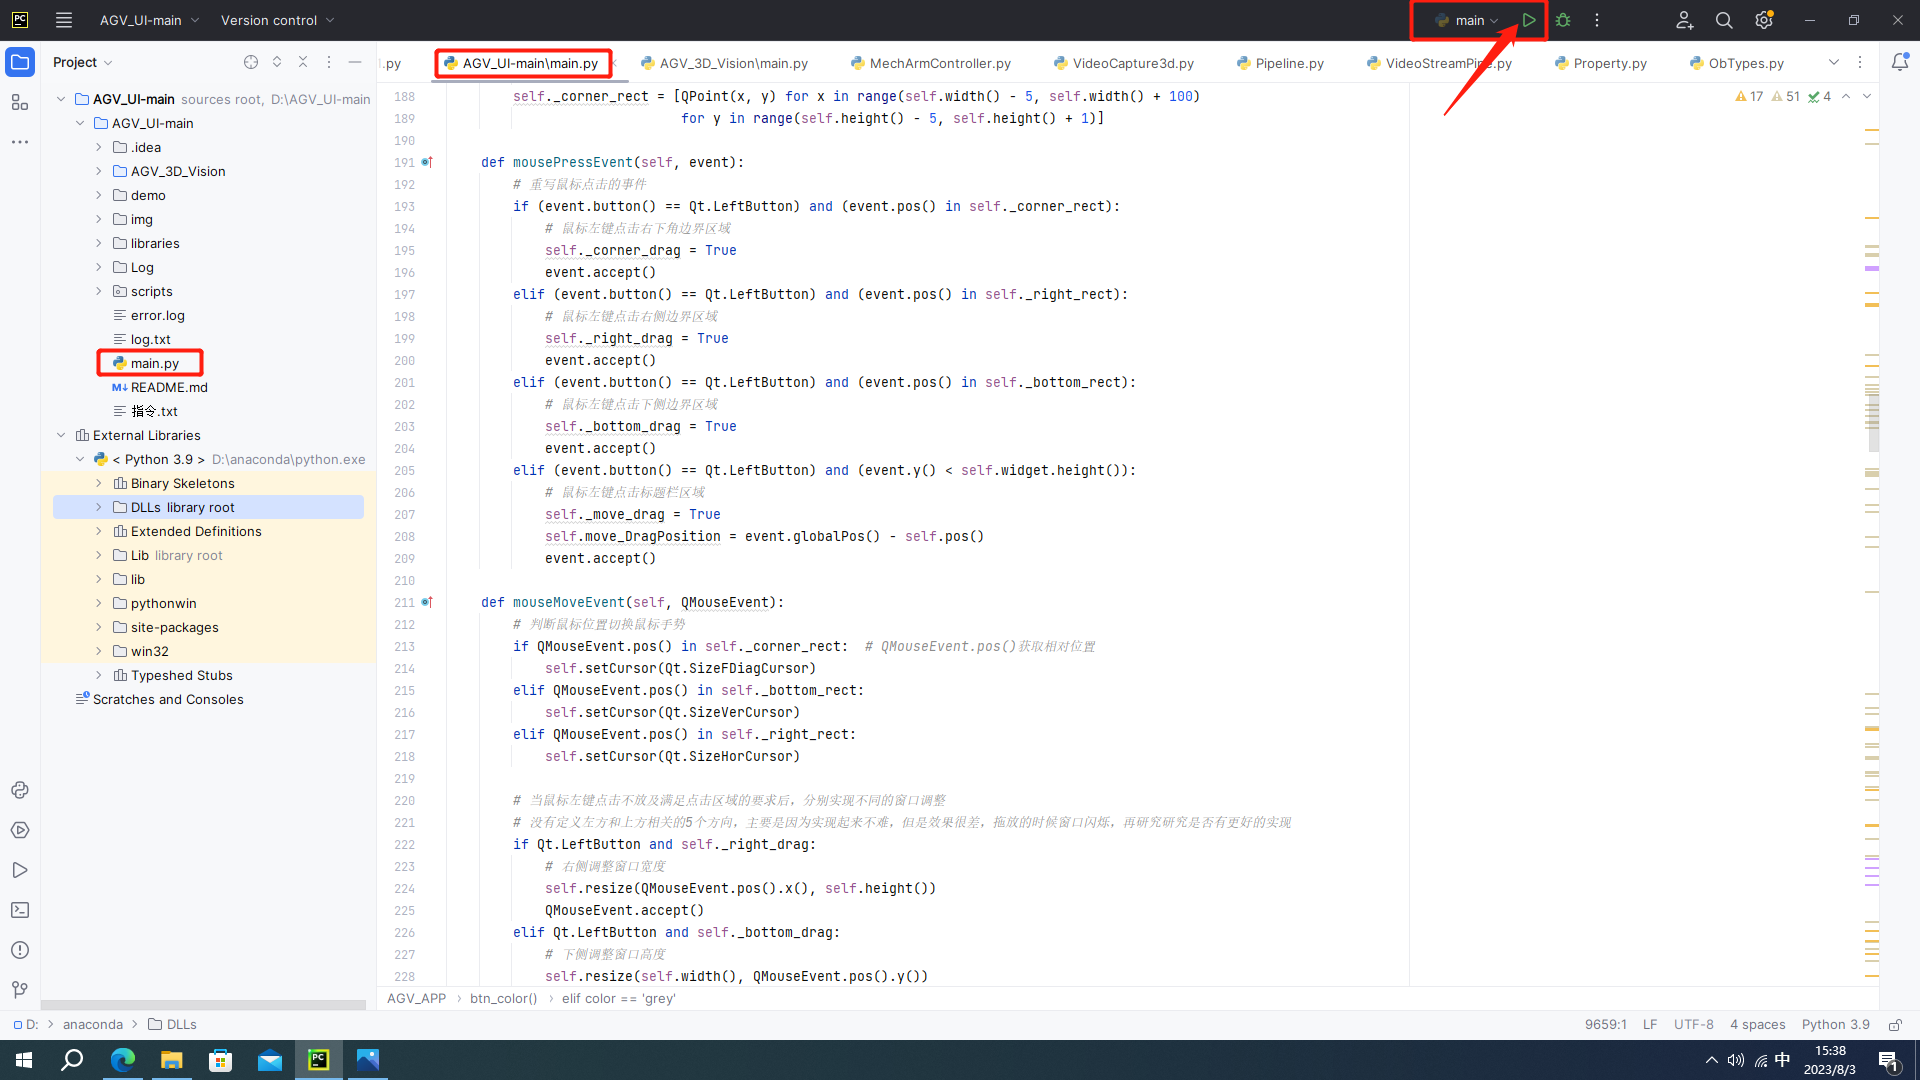 PC
AGV_UI-main
Version control
main
Project
l.py
AGV_UI-main\main.py
AGV_3D_Vision\main.py
MechArmController.py
VideoCapture3d.py
Pipeline.py
VideoStreamPipe.py
Property.py
ObTypes.py
17 51 4
AGV_UI-main sources root, D:\AGV_UI-main
AGV_UI-main
.idea
AGV_3D_Vision
demo
img
libraries
Log
scripts
error.log
log.txt
main.py
M↓ README.md
指令.txt
External Libraries
< Python 3.9 > D:\anaconda\python.exe
Binary Skeletons
DLLs library root
Extended Definitions
Lib library root
lib
pythonwin
site-packages
win32
Typeshed Stubs
Scratches and Consoles
188 self._corner_rect = [QPoint(x, y) for x in range(self.width() - 5, self.width() + 100)
189 for y in range(self.height() - 5, self.height() + 1)]
190
191 def mousePressEvent(self, event):
192 # 重写鼠标点击的事件
193 if (event.button() == Qt.LeftButton) and (event.pos() in self._corner_rect):
194 # 鼠标左键点击右下角边界区域
195 self._corner_drag = True
196 event.accept()
197 elif (event.button() == Qt.LeftButton) and (event.pos() in self._right_rect):
198 # 鼠标左键点击右侧边界区域
199 self._right_drag = True
200 event.accept()
201 elif (event.button() == Qt.LeftButton) and (event.pos() in self._bottom_rect):
202 # 鼠标左键点击下侧边界区域
203 self._bottom_drag = True
204 event.accept()
205 elif (event.button() == Qt.LeftButton) and (event.y() < self.widget.height()):
206 # 鼠标左键点击标题栏区域
207 self._move_drag = True
208 self.move_DragPosition = event.globalPos() - self.pos()
209 event.accept()
210
211 def mouseMoveEvent(self, QMouseEvent):
212 # 判断鼠标位置切换鼠标手势
213 if QMouseEvent.pos() in self._corner_rect: # QMouseEvent.pos()获取相对位置
214 self.setCursor(Qt.SizeFDiagCursor)
215 elif QMouseEvent.pos() in self._bottom_rect:
216 self.setCursor(Qt.SizeVerCursor)
217 elif QMouseEvent.pos() in self._right_rect:
218 self.setCursor(Qt.SizeHorCursor)
219
220 # 当鼠标左键点击不放及满足点击区域的要求后，分别实现不同的窗口调整
221 # 没有定义左方和上方相关的5个方向，主要是因为实现起来不难，但是效果很差，拖放的时候窗口闪烁，再研究研究是否有更好的实现
222 if Qt.LeftButton and self._right_drag:
223 # 右侧调整窗口宽度
224 self.resize(QMouseEvent.pos().x(), self.height())
225 QMouseEvent.accept()
226 elif Qt.LeftButton and self._bottom_drag:
227 # 下侧调整窗口高度
228 self.resize(self.width(), QMouseEvent.pos().y())
AGV_APP > btn_color() > elif color == 'grey'
D: > anaconda > DLLs
9659:1 LF UTF-8 4 spaces Python 3.9
PC
中
15:38
2023/8/3
1